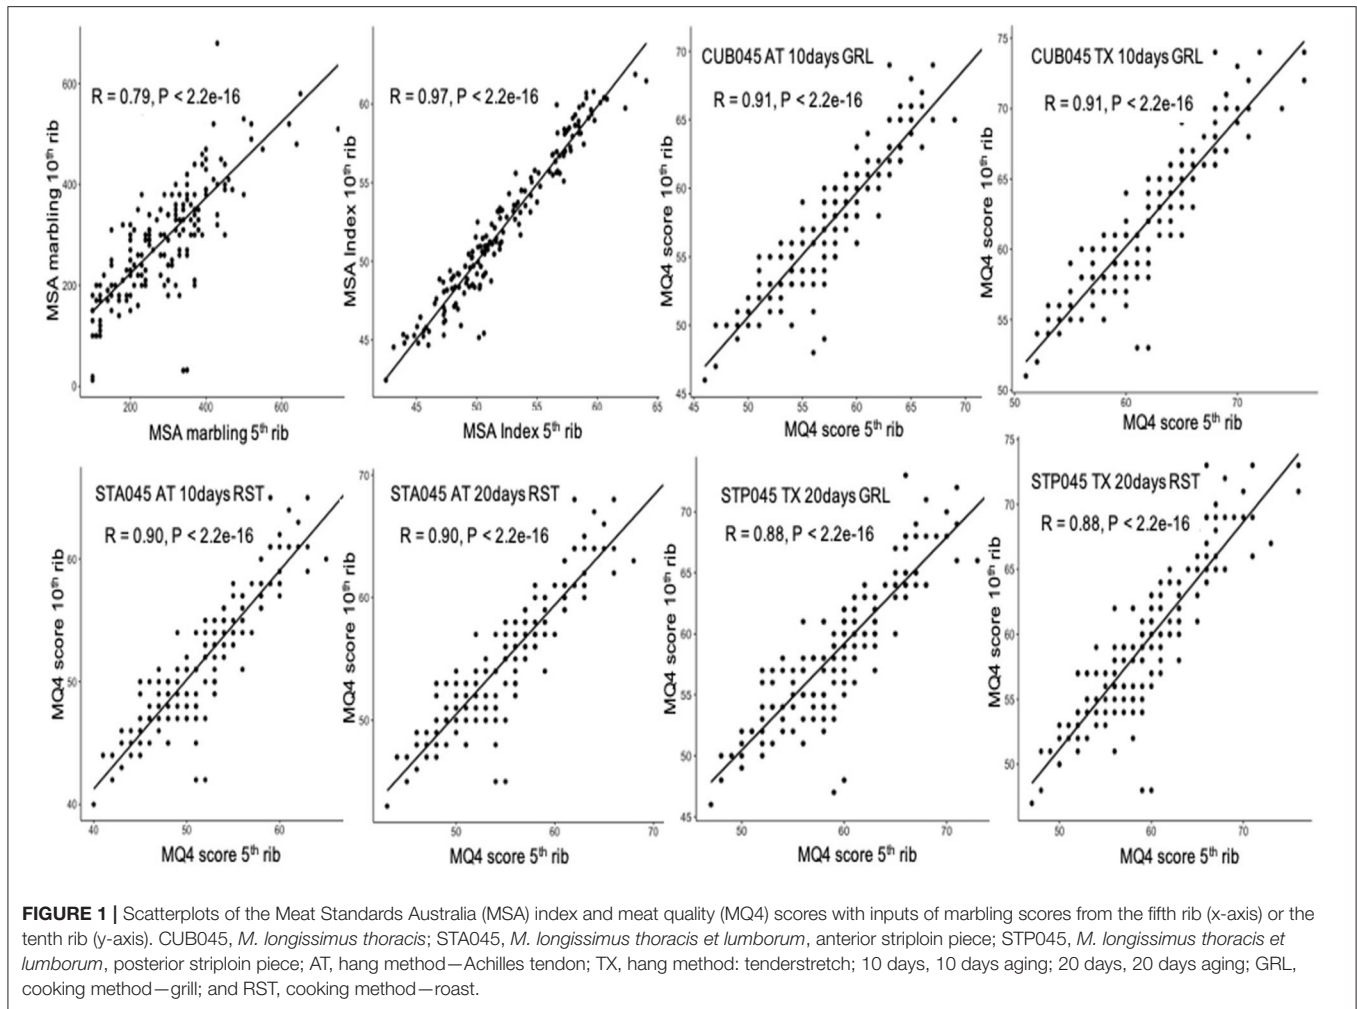 600
400
200
0
MSA marbling 10th rib
R = 0.79, P < 2.2e-16
200 400 600
MSA marbling 5th rib
60
55
50
45
MSA Index 10th rib
R = 0.97, P < 2.2e-16
45 50 55 60 65
MSA Index 5th rib
70
65
60
55
50
45
MQ4 score 10th rib
CUB045 AT 10days GRL
R = 0.91, P < 2.2e-16
45 50 55 60 65 70
MQ4 score 5th rib
75
70
65
60
55
50
MQ4 score 10th rib
CUB045 TX 10days GRL
R = 0.91, P < 2.2e-16
50 60 70
MQ4 score 5th rib
60
50
40
MQ4 score 10th rib
STA045 AT 10days RST
R = 0.90, P < 2.2e-16
40 50 60
MQ4 score 5th rib
70
60
50
MQ4 score 10th rib
STA045 AT 20days RST
R = 0.90, P < 2.2e-16
50 60 70
MQ4 score 5th rib
70
65
60
55
50
45
MQ4 score 10th rib
STP045 TX 20days GRL
R = 0.88, P < 2.2e-16
50 60 70
MQ4 score 5th rib
75
70
65
60
55
50
MQ4 score 10th rib
STP045 TX 20days RST
R = 0.88, P < 2.2e-16
50 60 70
MQ4 score 5th rib
FIGURE 1 | Scatterplots of the Meat Standards Australia (MSA) index and meat quality (MQ4) scores with inputs of marbling scores from the fifth rib (x-axis) or the
tenth rib (y-axis). CUB045, M. longissimus thoracis; STA045, M. longissimus thoracis et lumborum, anterior striploin piece; STP045, M. longissimus thoracis et
lumborum, posterior striploin piece; AT, hang method—Achilles tendon; TX, hang method: tenderstretch; 10 days, 10 days aging; 20 days, 20 days aging; GRL,
cooking method—grill; and RST, cooking method—roast.